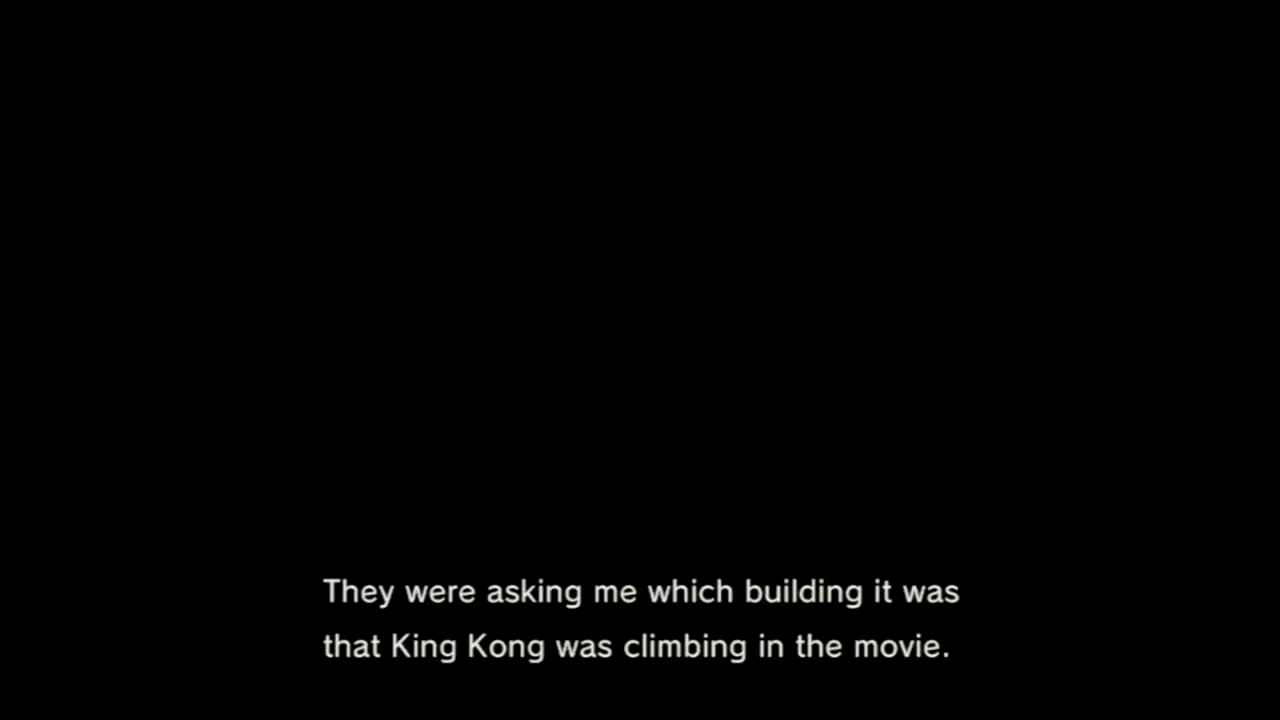 They were asking me which building it was
that King Kong was climbing in the movie.